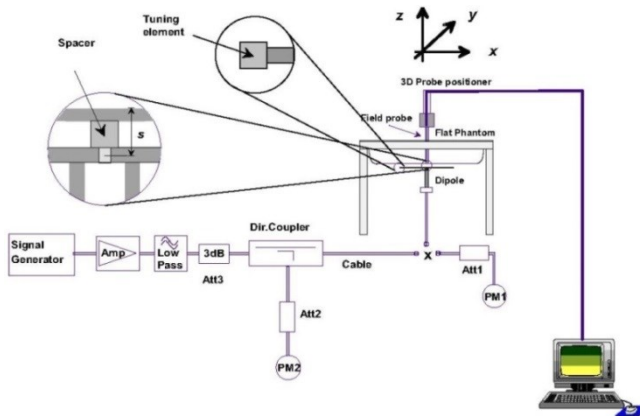 Tuning
element
Spacer
s
z
y
x
3D Probe positioner
Field probe
Flat Phantom
Dipole
Dir.Coupler
Signal
Generator
Amp
Low
Pass
3dB
Att3
Cable
x
Att1
PM1
Att2
PM2